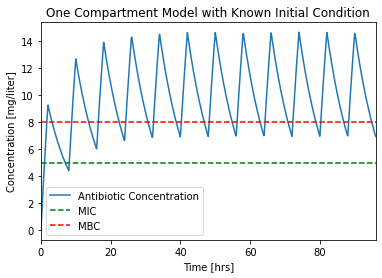 One Compartment Model with Known Initial Condition
Concentration [mg/liter]
14
12
10
8
6
4
2
0
Antibiotic Concentration
MIC
MBC
0
20
40
60
80
Time [hrs]